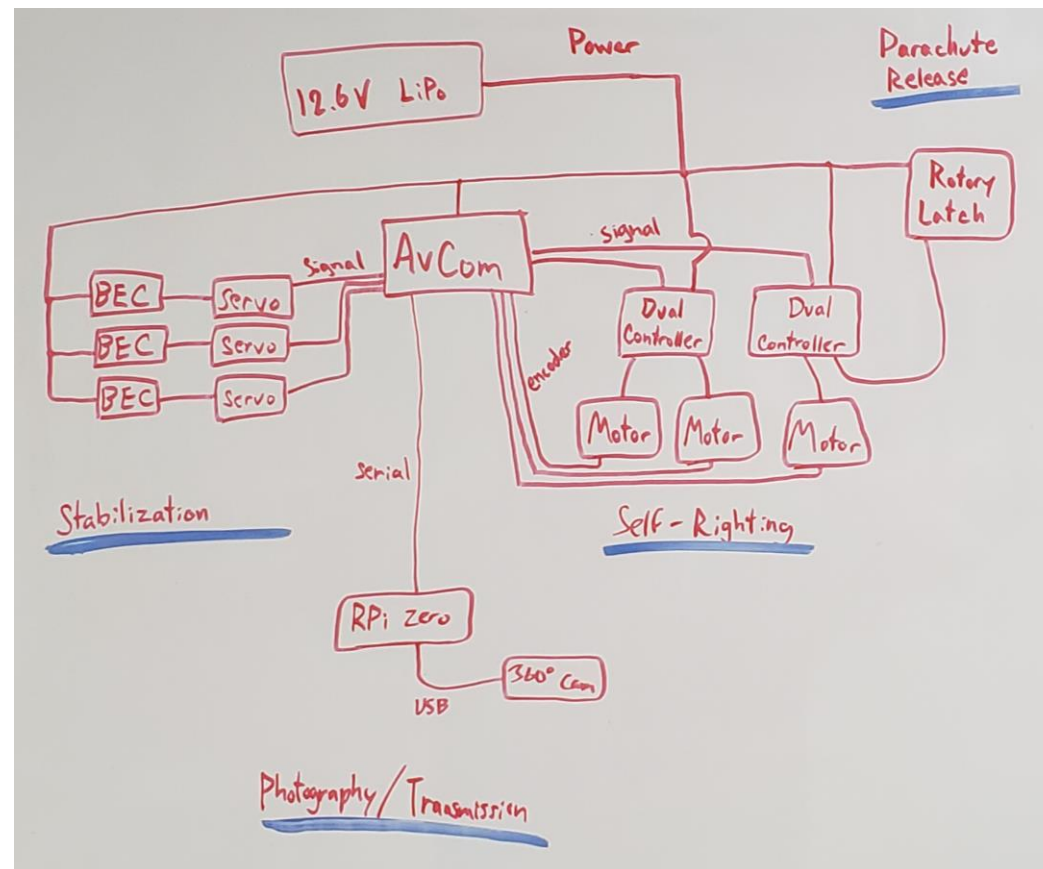 Power
Parachute
Release
12.6V LiPo
Rotory
Latch
signal
Signal
AvCom
BEC
Servo
BEC
Servo
BEC
Servo
Dual
Controller
Dual
Controller
encoder
Motor
Motor
Motor
Serial
Stabilization
Self-Righting
RPi Zero
360° Cam
USB
Photography/Transmission